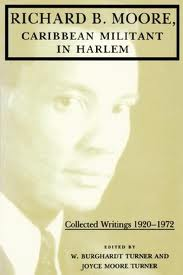 RICHARD B. MOORE,
CARIBBEAN MILITANT
IN HARLEM
Collected Writings 1920–1972
EDITED BY
W. BURGHARDT TURNER AND
JOYCE MOORE TURNER